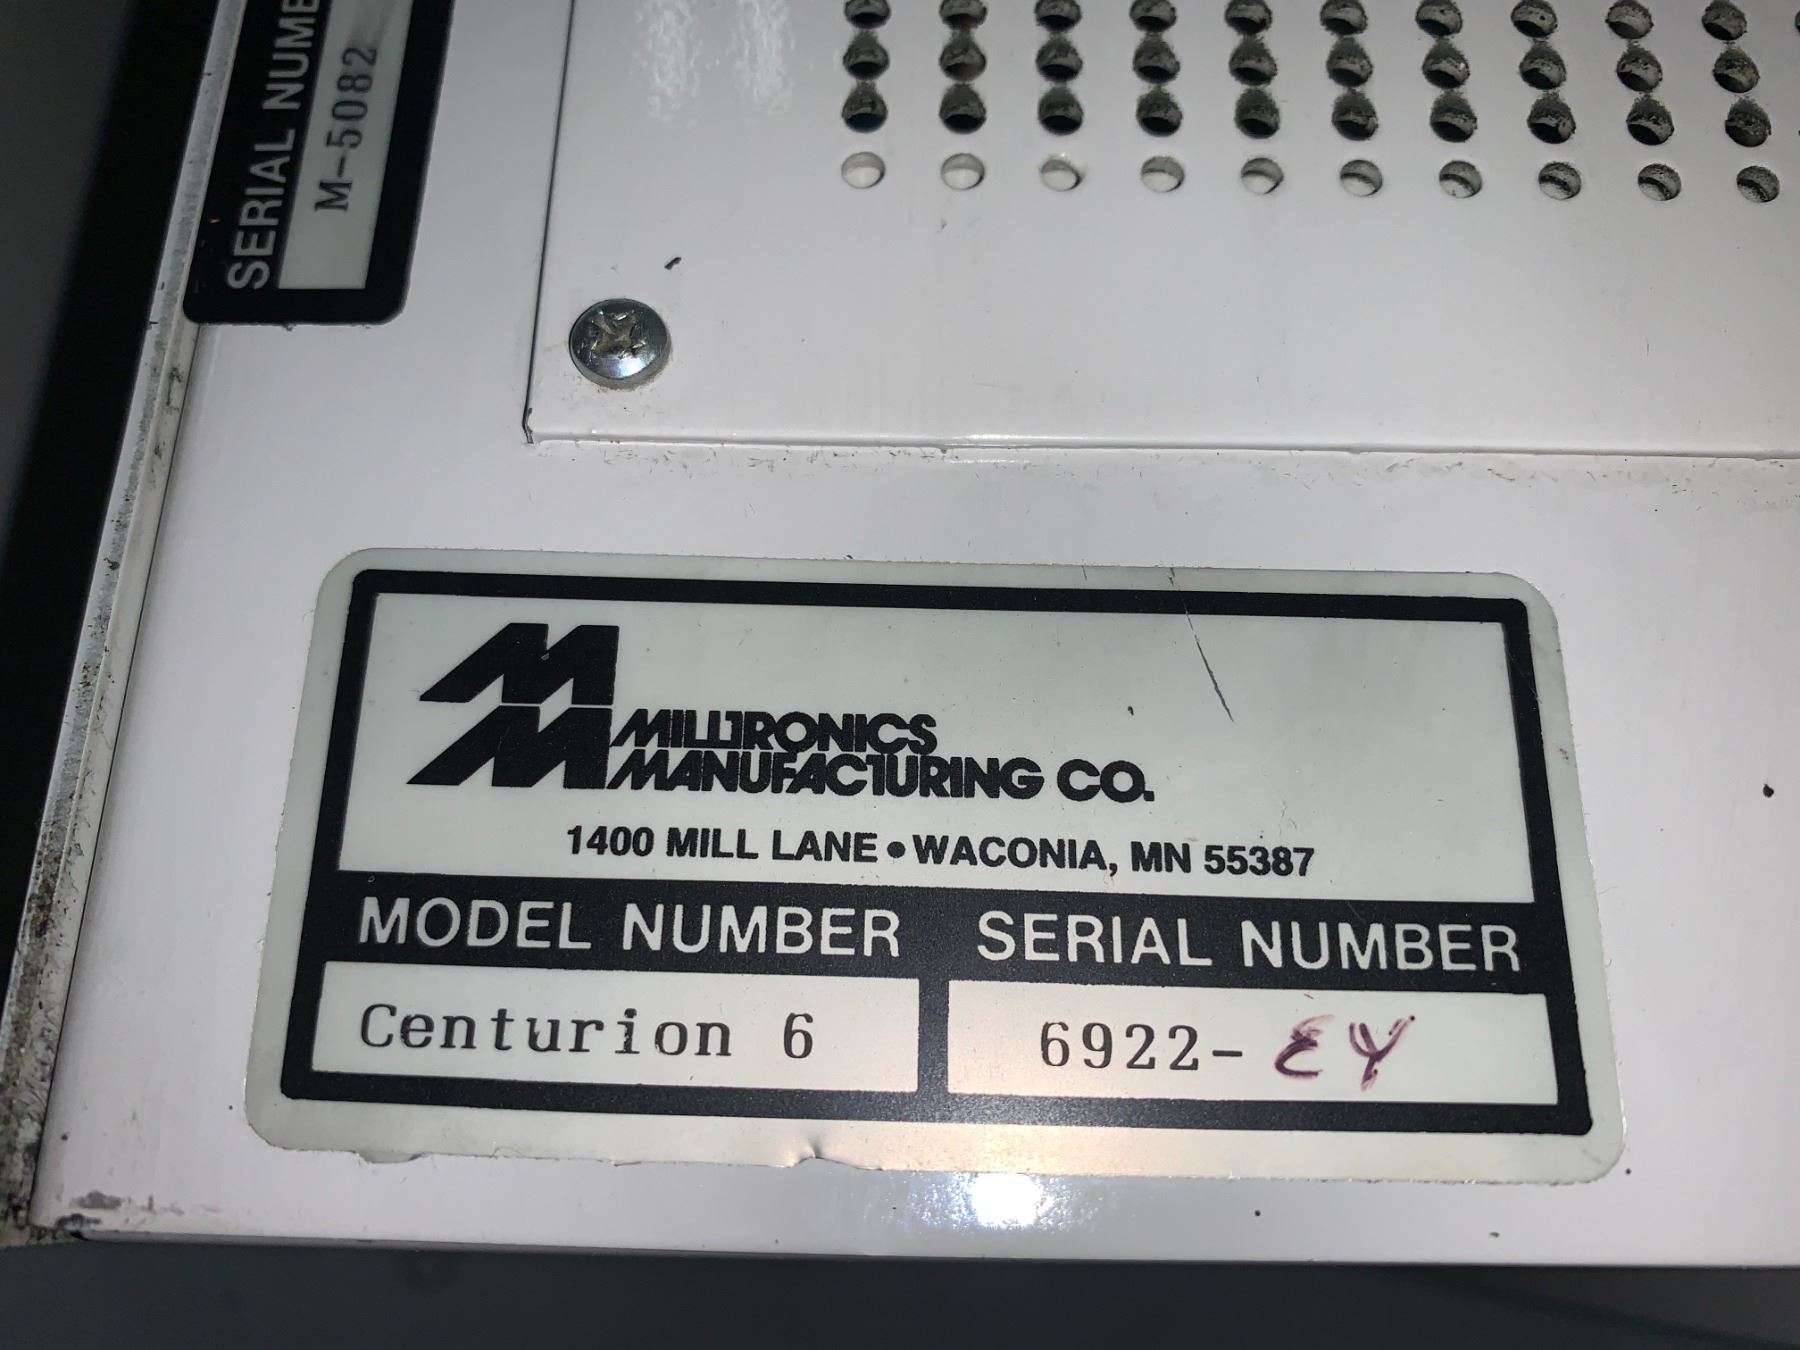 SERIAL NUMBE
M-5082
MILLTRONICS
MANUFACTURING CO.
1400 MILL LANE • WACONIA, MN 55387
MODEL NUMBER SERIAL NUMBER
Centurion 6 6922- EY